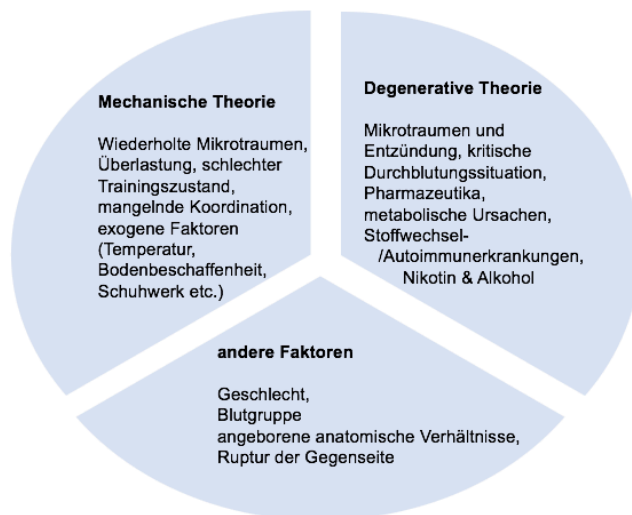 Mechanische Theorie
Wiederholte Mikrotraumen,
Überlastung, schlechter
Trainingszustand,
mangelnde Koordination,
exogene Faktoren
(Temperatur,
Bodenbeschaffenheit,
Schuhwerk etc.)
Degenerative Theorie
Mikrotraumen und
Entzündung, kritische
Durchblutungssituation,
Pharmazeutika,
metabolische Ursachen,
Stoffwechsel-
/Autoimmunerkrankungen,
Nikotin & Alkohol
andere Faktoren
Geschlecht,
Blutgruppe
angeborene anatomische Verhältnisse,
Ruptur der Gegenseite